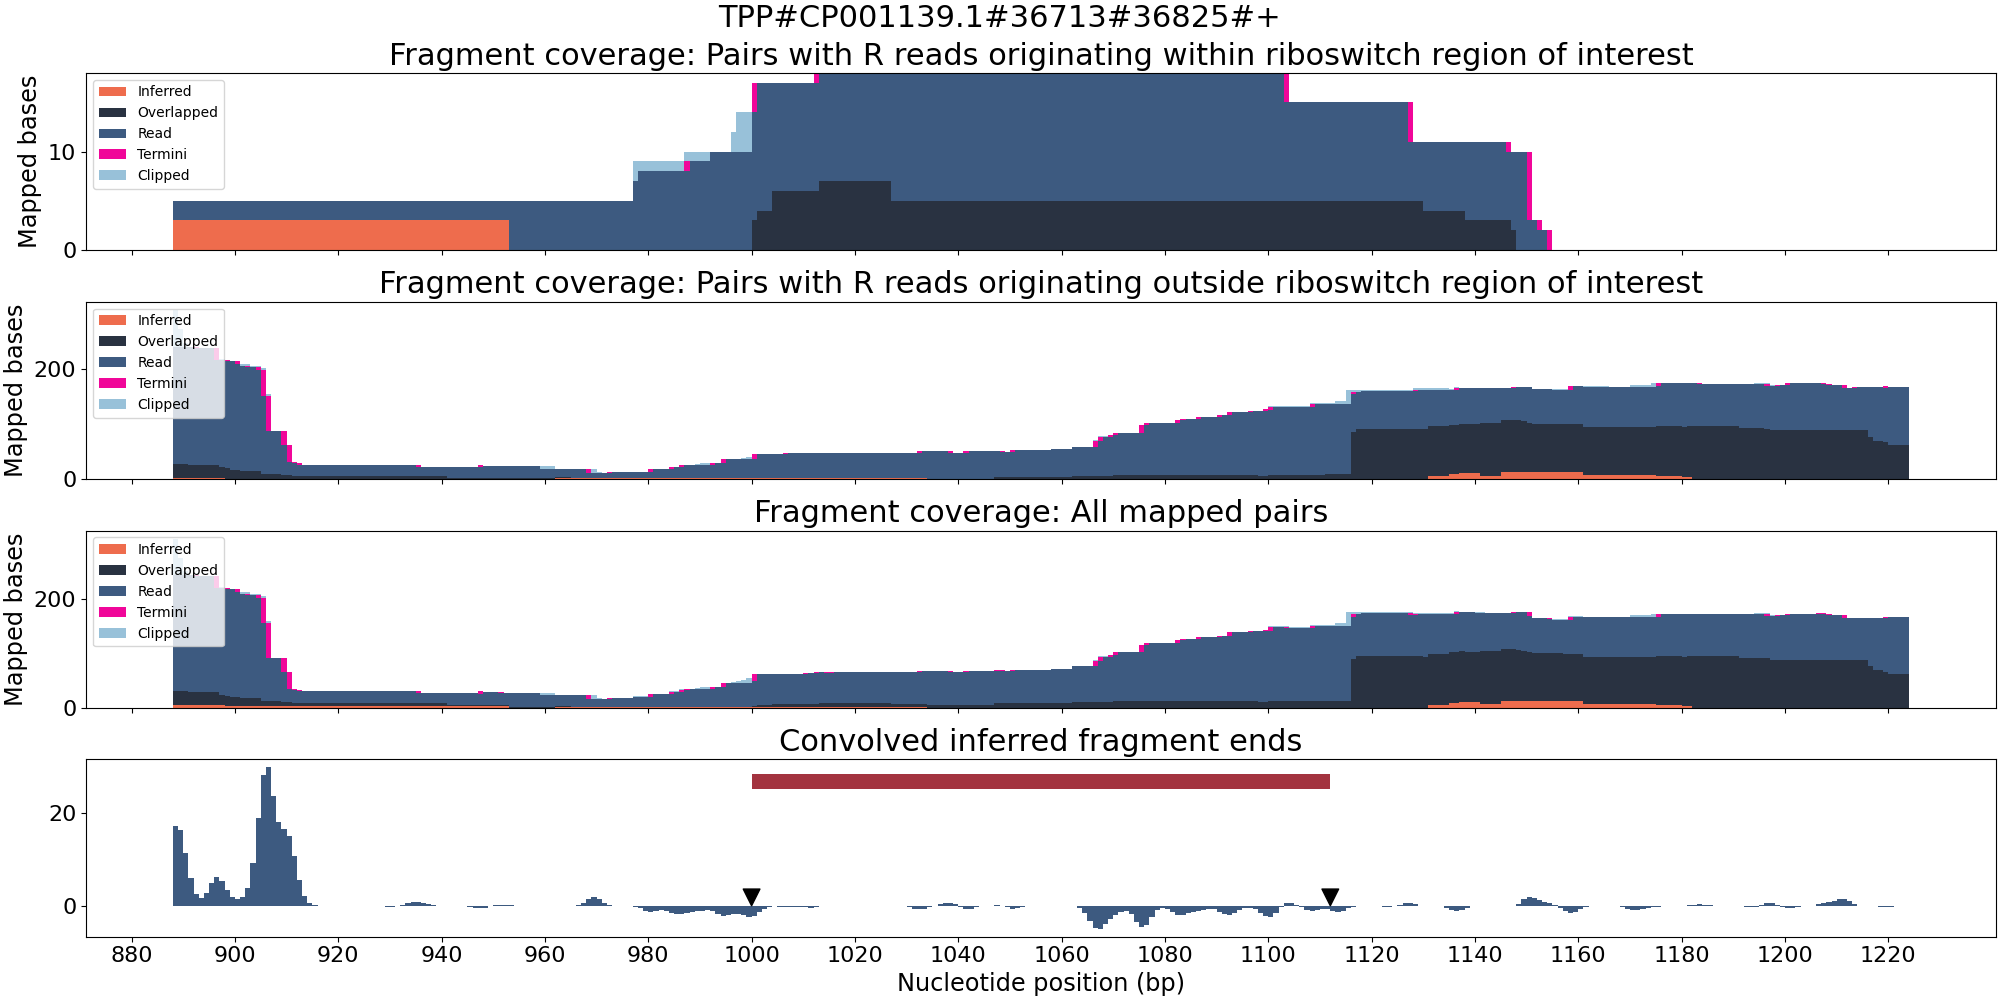 TPP#CP001139.1#36713#36825#+
Fragment coverage: Pairs with R reads originating within riboswitch region of interest
Mapped bases
10
0
Inferred
Overlapped
Read
Termini
Clipped
Fragment coverage: Pairs with R reads originating outside riboswitch region of interest
Mapped bases
200
0
Inferred
Overlapped
Read
Termini
Clipped
Fragment coverage: All mapped pairs
Mapped bases
200
0
Inferred
Overlapped
Read
Termini
Clipped
Convolved inferred fragment ends
20
0
880 900 920 940 960 980 1000 1020 1040 1060 1080 1100 1120 1140 1160 1180 1200 1220
Nucleotide position (bp)